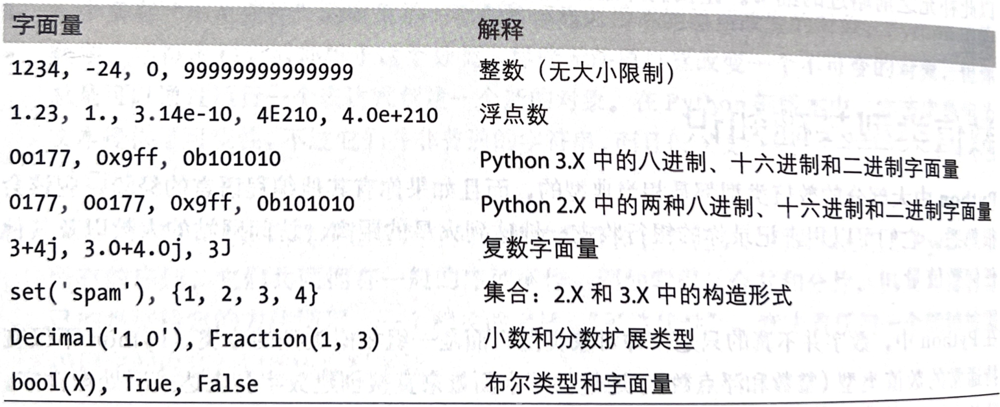 字面量 解释
1234, -24, 0, 99999999999999 整数（无大小限制）
1.23, 1., 3.14e-10, 4E210, 4.0e+210 浮点数
0o177, 0x9ff, 0b101010 Python 3.X 中的八进制、十六进制和二进制字面量
0177, 0o177, 0x9ff, 0b101010 Python 2.X 中的两种八进制、十六进制和二进制字面量
3+4j, 3.0+4.0j, 3J 复数字面量
set('spam'), {1, 2, 3, 4} 集合：2.X 和 3.X 中的构造形式
Decimal('1.0'), Fraction(1, 3) 小数和分数扩展类型
bool(X), True, False 布尔类型和字面量